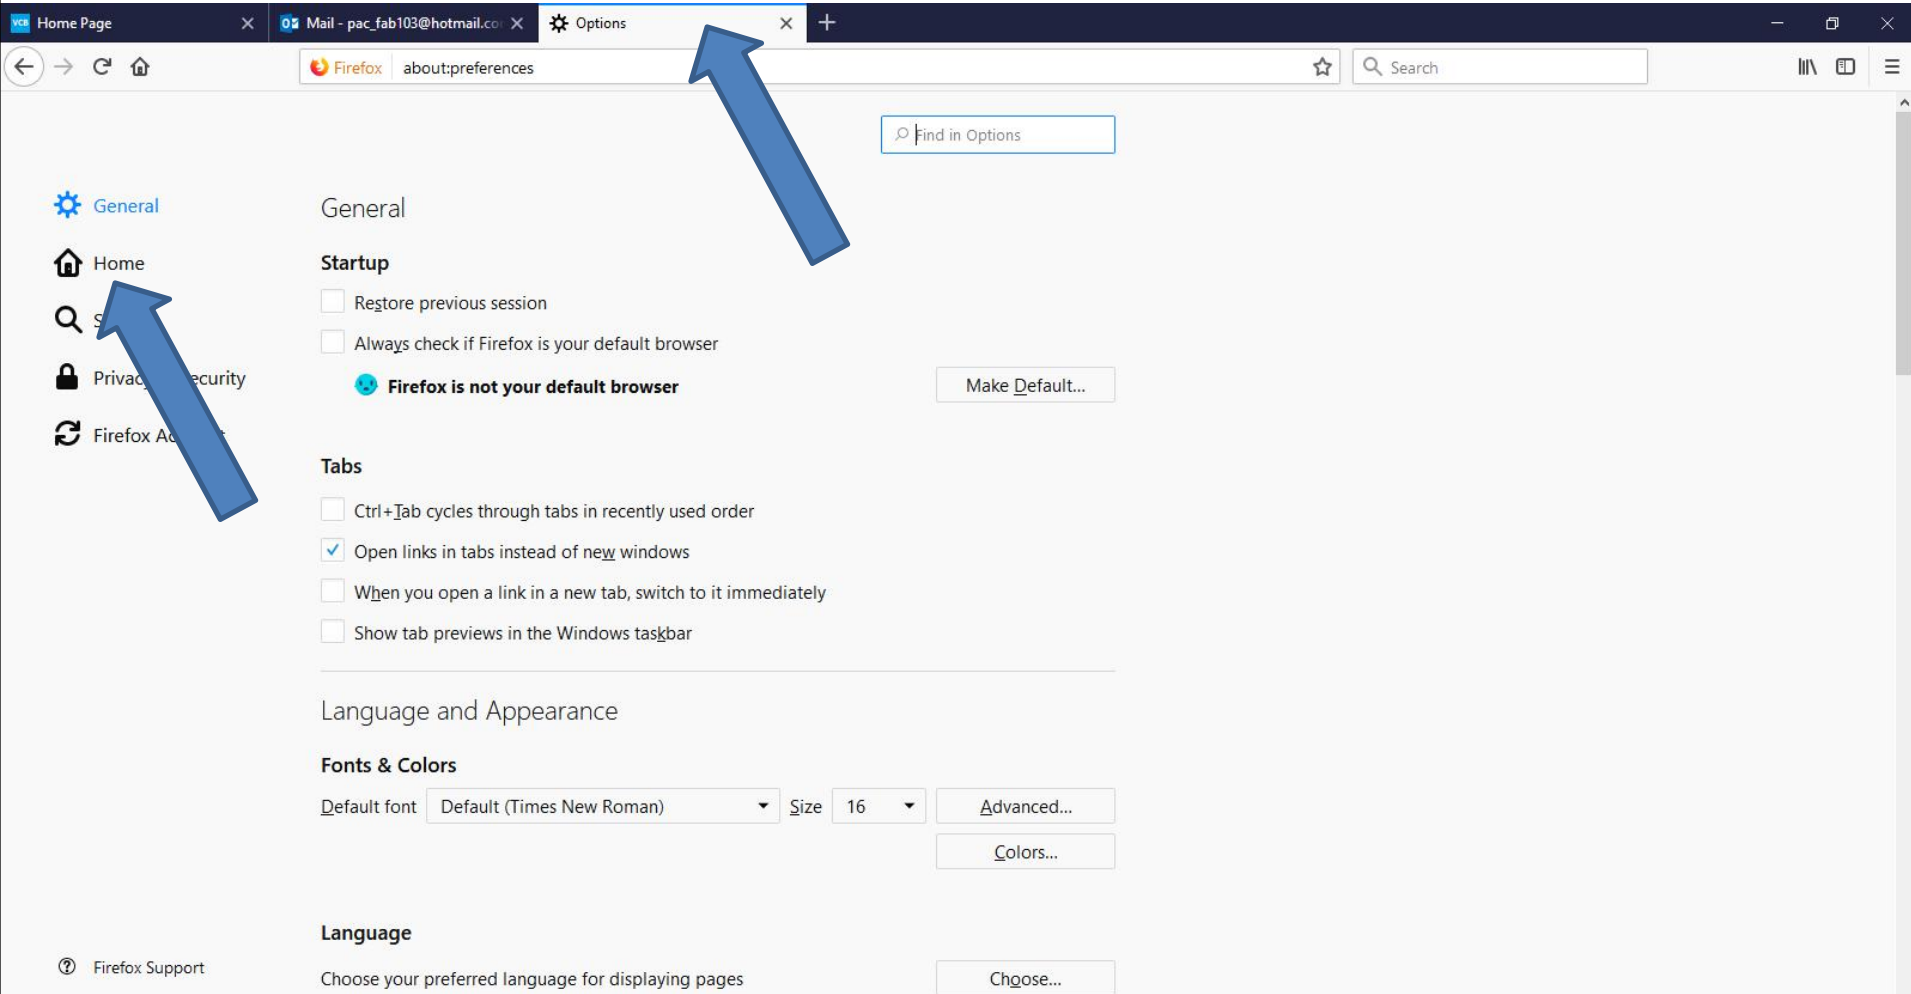 VCB Home Page
Mail - pac_fab103@hotmail.co
Options
Firefox about:preferences
Search
Find in Options
General
Home
Firefox
Firefox Support
General
Startup
Restore previous session
Always check if Firefox is your default browser
Firefox is not your default browser Make Default...
Tabs
Ctrl+Tab cycles through tabs in recently used order
Open links in tabs instead of new windows
When you open a link in a new tab, switch to it immediately
Show tab previews in the Windows taskbar
Language and Appearance
Fonts & Colors
Default font Default (Times New Roman) Size 16 Advanced...
Colors...
Language
Choose your preferred language for displaying pages Choose...